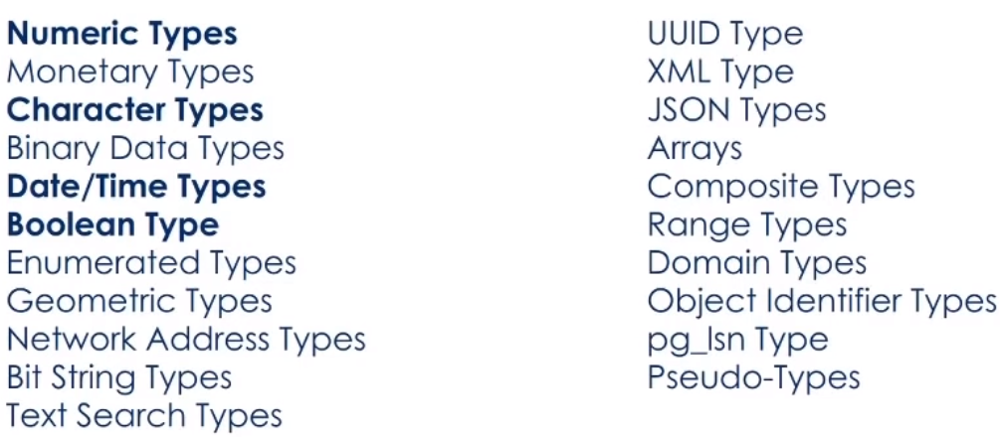 Numeric Types
Monetary Types
Character Types
Binary Data Types
Date/Time Types
Boolean Type
Enumerated Types
Geometric Types
Network Address Types
Bit String Types
Text Search Types
UUID Type
XML Type
JSON Types
Arrays
Composite Types
Range Types
Domain Types
Object Identifier Types
pg_lsn Type
Pseudo-Types